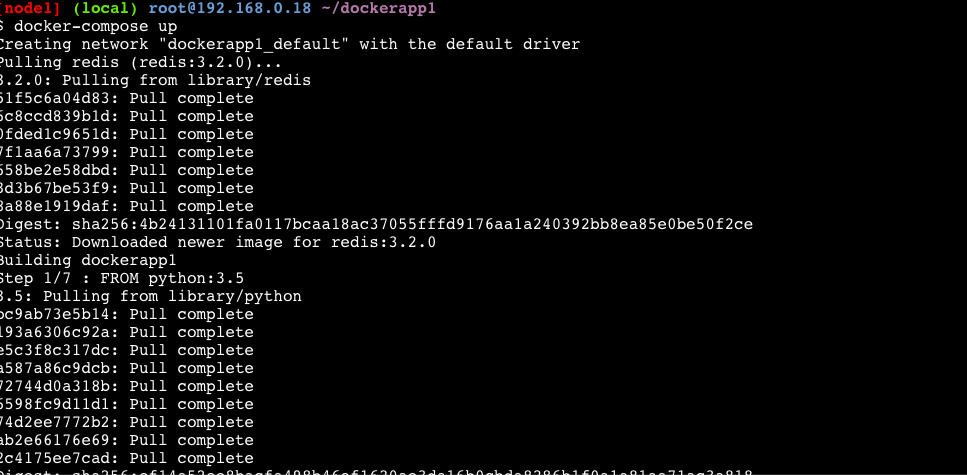 [node1] (local) root@192.168.0.18 ~/dockerapp1
$ docker-compose up
Creating network "dockerapp1_default" with the default driver
Pulling redis (redis:3.2.0)...
3.2.0: Pulling from library/redis
51f5c6a04d83: Pull complete
5c8ccd839b1d: Pull complete
0fded1c9651d: Pull complete
7f1aa6a73799: Pull complete
558be2e58dbd: Pull complete
3d3b67be53f9: Pull complete
3a88e1919daf: Pull complete
Digest: sha256:4b24131101fa0117bcaa18ac37055fffd9176aa1a240392bb8ea85e0be50f2ce
Status: Downloaded newer image for redis:3.2.0
Building dockerapp1
Step 1/7 : FROM python:3.5
3.5: Pulling from library/python
bc9ab73e5b14: Pull complete
193a6306c92a: Pull complete
e5c3f8c317dc: Pull complete
a587a86c9dcb: Pull complete
72744d0a318b: Pull complete
6598fc9d11d1: Pull complete
74d2ee7772b2: Pull complete
ab2e66176e69: Pull complete
2c4175ee7cad: Pull complete
Digest: